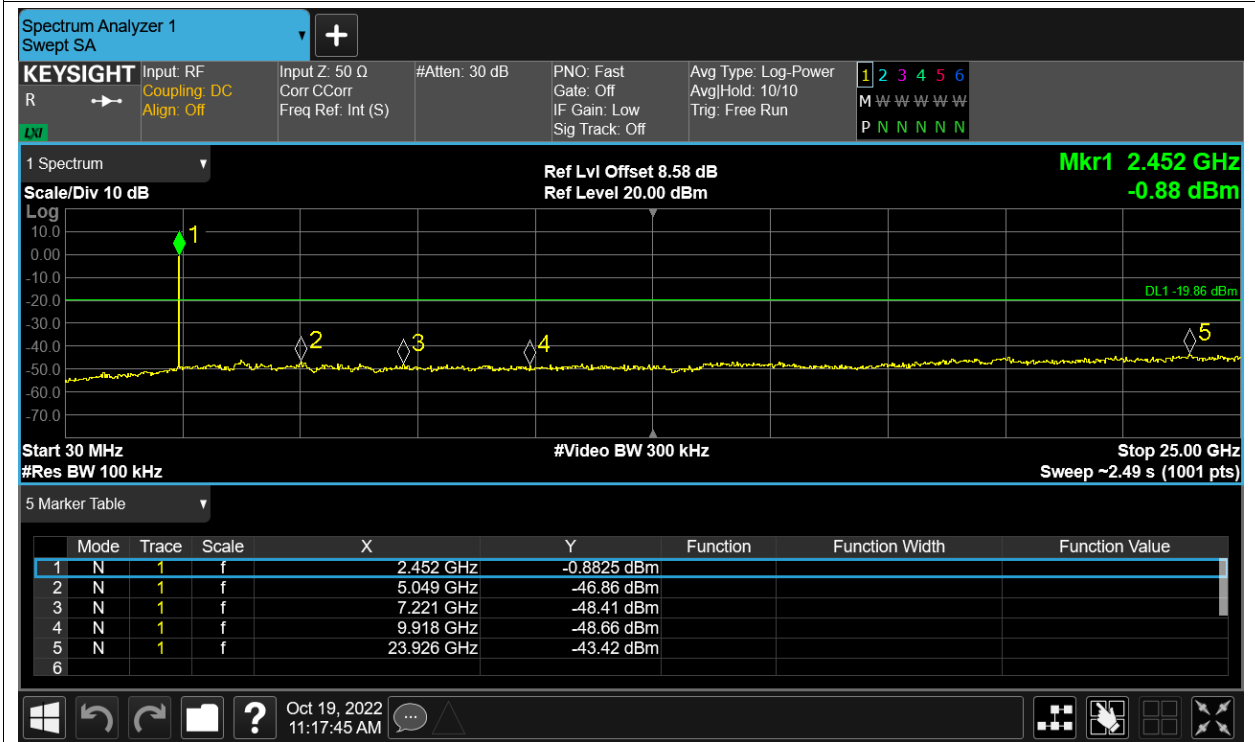 Spectrum Analyzer 1
Swept SA
KEYSIGHT
R
LXI
Input: RF
Coupling: DC
Align: Off
Input Z: 50 Ω
Corr CCorr
Freq Ref: Int (S)
#Atten: 30 dB
PNO: Fast
Gate: Off
IF Gain: Low
Sig Track: Off
Avg Type: Log-Power
Avg|Hold: 10/10
Trig: Free Run
1 2 3 4 5 6
M W W W W W
P N N N N N
1 Spectrum
Scale/Div 10 dB
Ref Lvl Offset 8.58 dB
Ref Level 20.00 dBm
Mkr1 2.452 GHz
-0.88 dBm
Log
10.0
0.00
-10.0
-20.0
-30.0
-40.0
-50.0
-60.0
-70.0
1
2
3
4
5
DL1 -19.86 dBm
Start 30 MHz
#Video BW 300 kHz
Stop 25.00 GHz
#Res BW 100 kHz
Sweep ~2.49 s (1001 pts)
5 Marker Table
Mode Trace Scale X Y Function Function Width Function Value
1 N 1 f 2.452 GHz -0.8825 dBm
2 N 1 f 5.049 GHz -46.86 dBm
3 N 1 f 7.221 GHz -48.41 dBm
4 N 1 f 9.918 GHz -48.66 dBm
5 N 1 f 23.926 GHz -43.42 dBm
6
?
Oct 19, 2022
11:17:45 AM